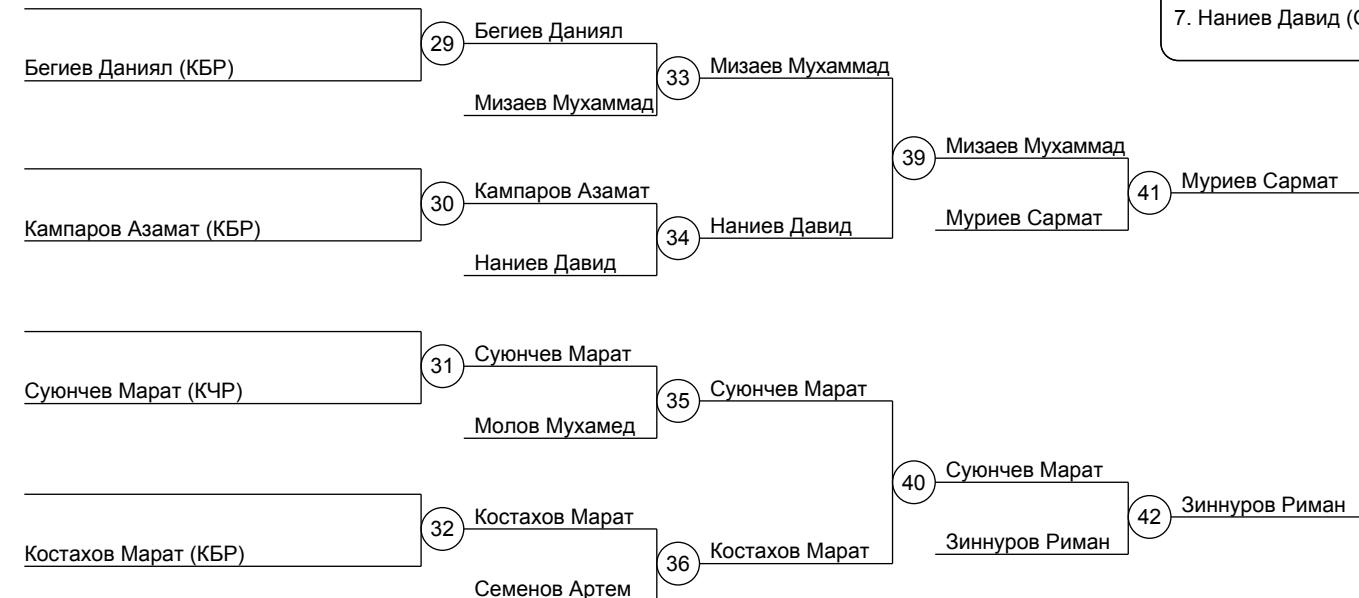 7. Наниев Давид (
29
Бегиев Даниял
Бегиев Даниял (КБР)
33
Мизаев Мухаммад
Мизаев Мухаммад
39
Мизаев Мухаммад
30
Кампаров Азамат
41
Муриев Сармат
Кампаров Азамат (КБР)
34
Наниев Давид
Муриев Сармат
Наниев Давид
31
Суюнчев Марат
Суюнчев Марат (КЧР)
35
Суюнчев Марат
Молов Мухамед
40
Суюнчев Марат
32
Костахов Марат
42
Зиннуров Риман
Костахов Марат (КБР)
36
Костахов Марат
Зиннуров Риман
Семенов Артем